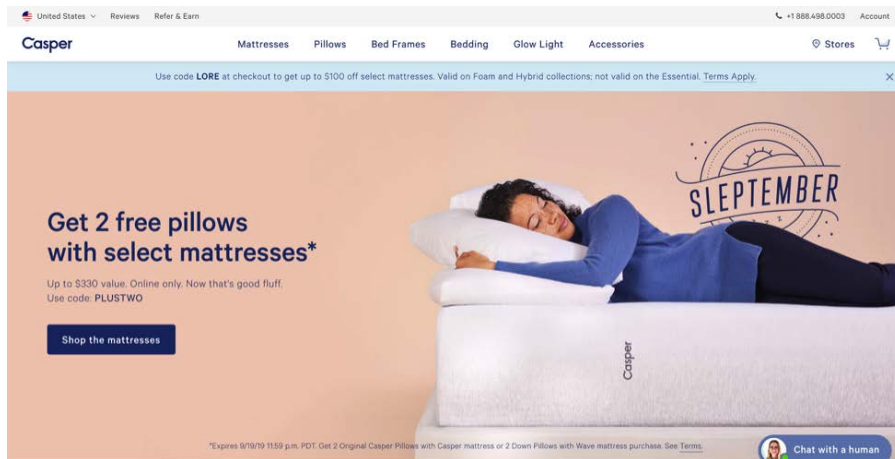 United States Reviews Refer & Earn +1 888.498.0003 Account
Casper Mattresses Pillows Bed Frames Bedding Glow Light Accessories Stores
Use code LORE at checkout to get up to $100 off select mattresses. Valid on Foam and Hybrid collections; not valid on the Essential. Terms Apply.
SLEPTEMBER
z z z
Get 2 free pillows
with select mattresses*
Up to $330 value. Online only. Now that's good fluff.
Use code: PLUSTWO
Shop the mattresses
Casper
*Expires 9/19/19 11:59 p.m. PDT. Get 2 Original Casper Pillows with Casper mattress or 2 Down Pillows with Wave mattress purchase. See Terms.
Chat with a human